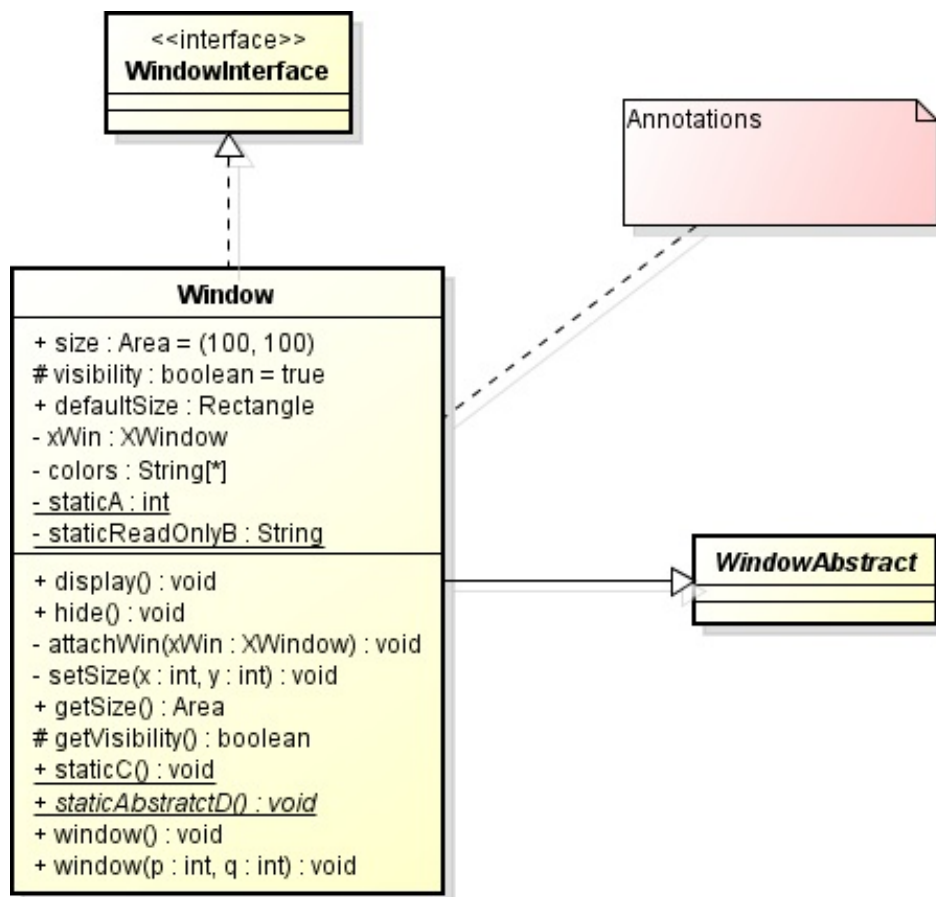 <<interface>>
WindowInterface
Annotations
Window
+ size : Area = (100, 100)
# visibility : boolean = true
+ defaultSize : Rectangle
- xWin : XWindow
- colors : String[*]
- staticA : int
- staticReadOnlyB : String
+ display() : void
+ hide() : void
- attachWin(xWin : XWindow) : void
- setSize(x : int, y : int) : void
+ getSize() : Area
# getVisibility() : boolean
+ staticC() : void
+ staticAbstratctD() : void
+ window() : void
+ window(p : int, q : int) : void
WindowAbstract